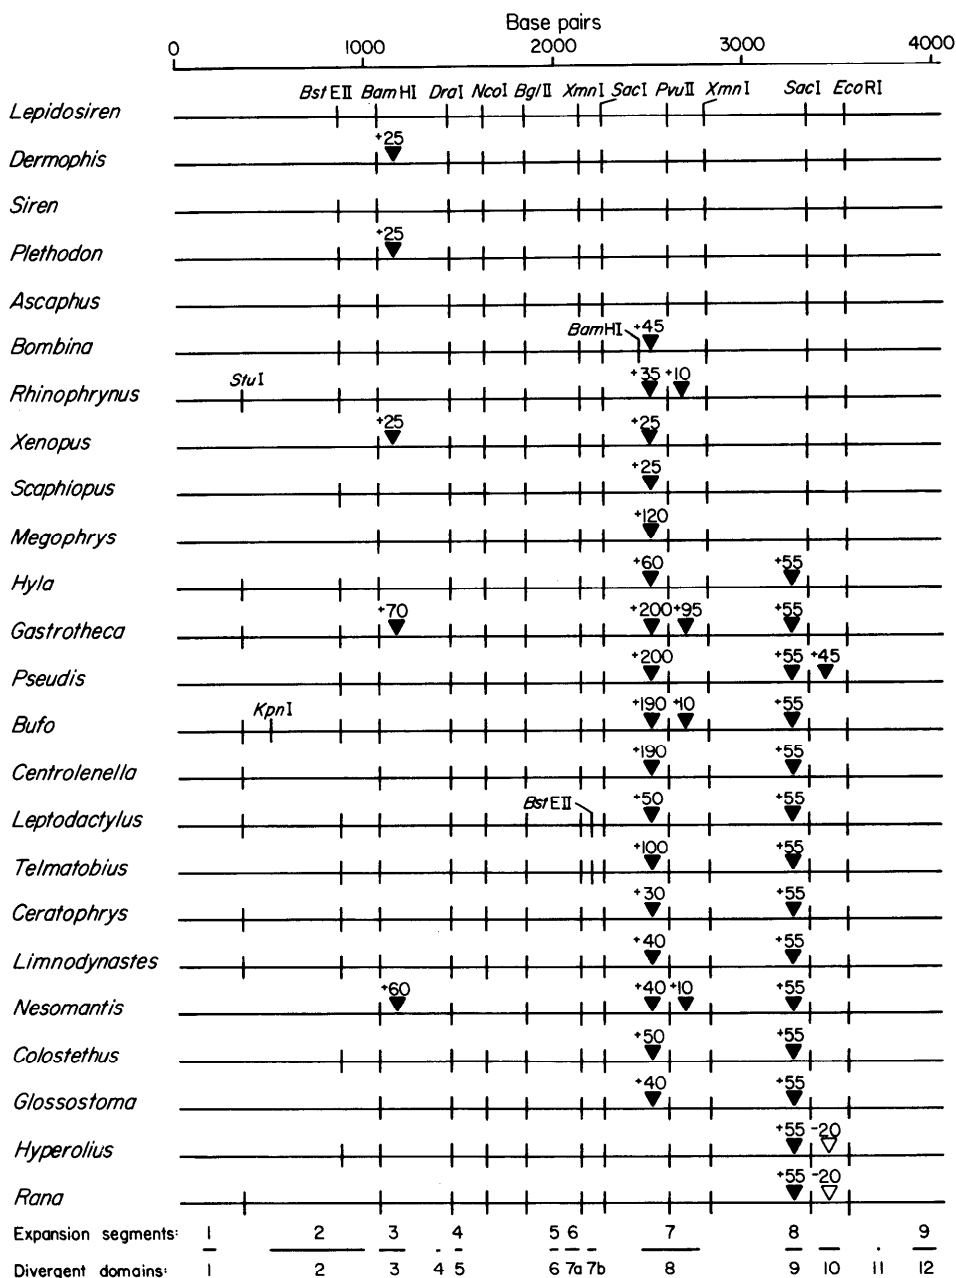 Base pairs
0 1000 2000 3000 4000
BstEII BamHI DraI NcoI BglII XmnI SacI PvuII XmnI SacI EcoRI
Lepidosiren
+25
Dermophis
Siren
+25
Plethodon
Ascaphus
BamHI +45
Bombina
StuI +35 +10
Rhinophrynus
+25 +25
Xenopus
+25
Scaphiopus
+120
Megophrys
+60 +55
Hyla
+70 +200 +95 +55
Gastrotheca
+200 +55 +45
Pseudis
KpnI +190 +10 +55
Bufo
+190 +55
Centrolenella
BstEII +50 +55
Leptodactylus
+100 +55
Telmatobius
+30 +55
Ceratophrys
+40 +55
Limnodynastes
+60 +40 +10 +55
Nesomantis
+50 +55
Colostethus
+40 +55
Glossostoma
+55 -20
Hyperolius
+55 -20
Rana
Expansion segments: 1 2 3 4 5 6 7 8 9
Divergent domains: 1 2 3 4 5 6 7a 7b 8 9 10 11 12